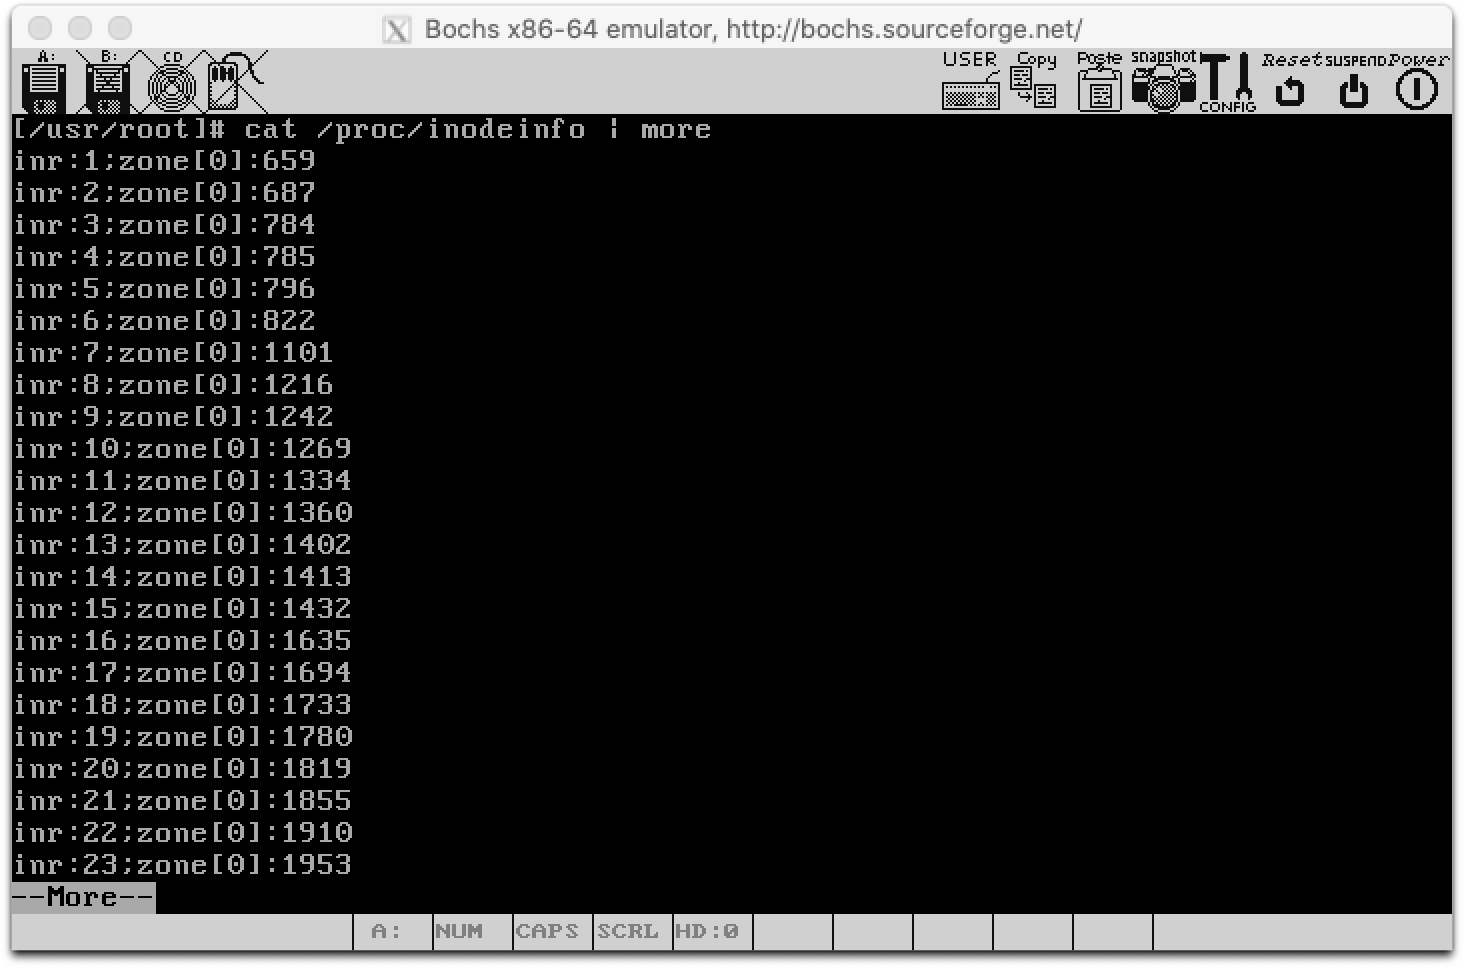 Bochs x86-64 emulator, http://bochs.sourceforge.net/
A: B: CD USER Copy Paste snapshot CONFIG Reset SUSPEND Power
[/usr/root]# cat /proc/inodeinfo | more
inr:1;zone[0]:659
inr:2;zone[0]:687
inr:3;zone[0]:784
inr:4;zone[0]:785
inr:5;zone[0]:796
inr:6;zone[0]:822
inr:7;zone[0]:1101
inr:8;zone[0]:1216
inr:9;zone[0]:1242
inr:10;zone[0]:1269
inr:11;zone[0]:1334
inr:12;zone[0]:1360
inr:13;zone[0]:1402
inr:14;zone[0]:1413
inr:15;zone[0]:1432
inr:16;zone[0]:1635
inr:17;zone[0]:1694
inr:18;zone[0]:1733
inr:19;zone[0]:1780
inr:20;zone[0]:1819
inr:21;zone[0]:1855
inr:22;zone[0]:1910
inr:23;zone[0]:1953
--More--
A: NUM CAPS SCRL HD:0